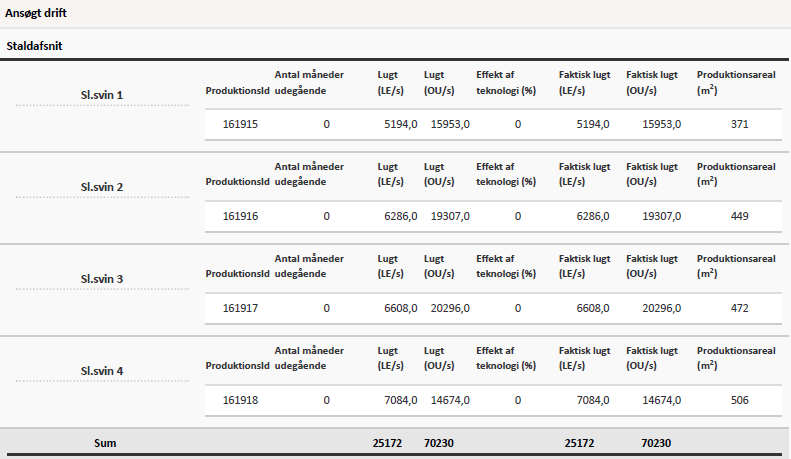 Ansøgt drift
Staldafsnit
Sl.svin 1
ProduktionsId Antal måneder udegående Lugt (LE/s) Lugt (OU/s) Effekt af teknologi (%) Faktisk lugt (LE/s) Faktisk lugt (OU/s) Produktionsareal (m²)
161915 0 5194,0 15953,0 0 5194,0 15953,0 371
Sl.svin 2
ProduktionsId Antal måneder udegående Lugt (LE/s) Lugt (OU/s) Effekt af teknologi (%) Faktisk lugt (LE/s) Faktisk lugt (OU/s) Produktionsareal (m²)
161916 0 6286,0 19307,0 0 6286,0 19307,0 449
Sl.svin 3
ProduktionsId Antal måneder udegående Lugt (LE/s) Lugt (OU/s) Effekt af teknologi (%) Faktisk lugt (LE/s) Faktisk lugt (OU/s) Produktionsareal (m²)
161917 0 6608,0 20296,0 0 6608,0 20296,0 472
Sl.svin 4
ProduktionsId Antal måneder udegående Lugt (LE/s) Lugt (OU/s) Effekt af teknologi (%) Faktisk lugt (LE/s) Faktisk lugt (OU/s) Produktionsareal (m²)
161918 0 7084,0 14674,0 0 7084,0 14674,0 506
Sum 25172 70230 25172 70230